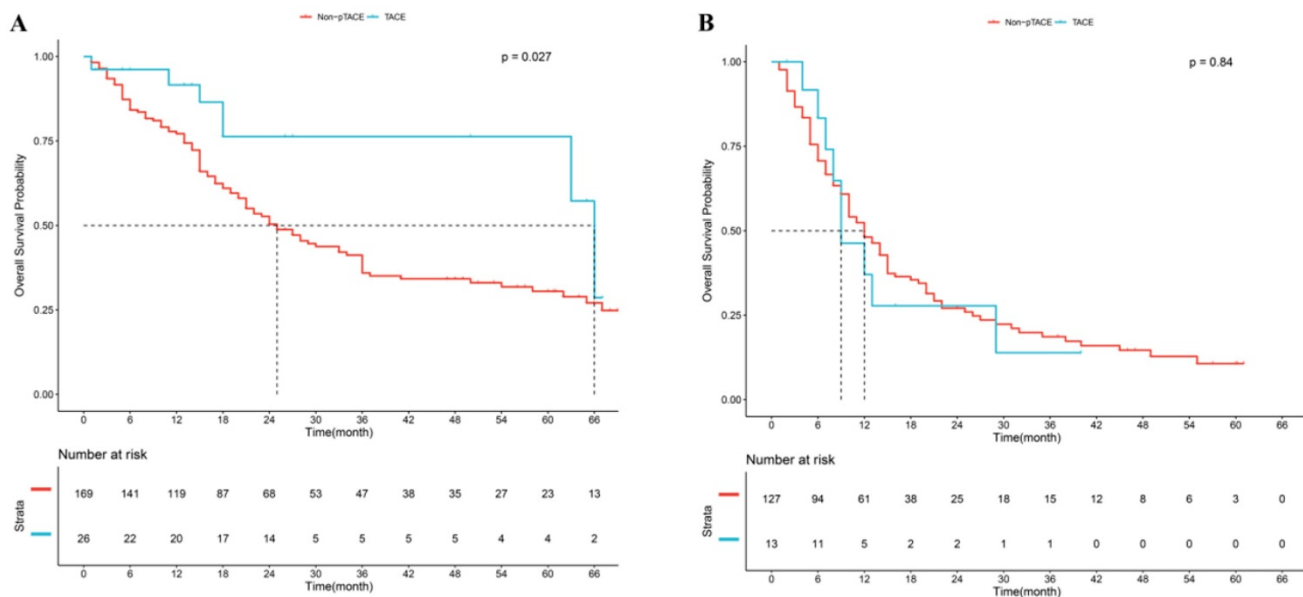 A
Non-pTACE TACE
p = 0.027
Overall Survival Probability
1.00
0.75
0.50
0.25
0.00
0 6 12 18 24 30 36 42 48 54 60 66
Time(month)
Number at risk
Strata
169 141 119 87 68 53 47 38 35 27 23 13
26 22 20 17 14 5 5 5 5 4 4 2
0 6 12 18 24 30 36 42 48 54 60 66
Time(month)
B
Non-pTACE TACE
p = 0.84
Overall Survival Probability
1.00
0.75
0.50
0.25
0.00
0 6 12 18 24 30 36 42 48 54 60 66
Time(month)
Number at risk
Strata
127 94 61 38 25 18 15 12 8 6 3 0
13 11 5 2 2 1 1 0 0 0 0 0
0 6 12 18 24 30 36 42 48 54 60 66
Time(month)